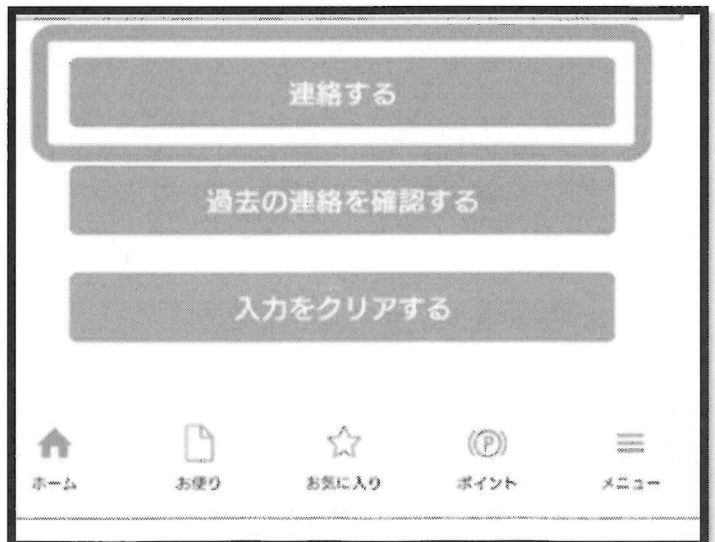 連絡する
過去の連絡を確認する
入力をクリアする
ホーム
お便り
お気に入り
(P)
ポイント
メニュー